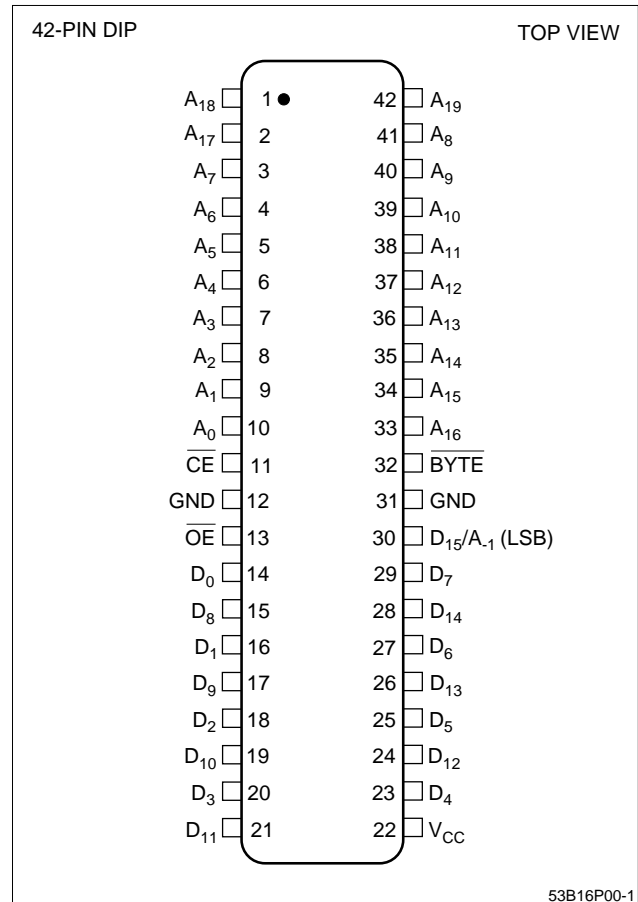 42-PIN DIP TOP VIEW
A18 1 42 A19
A17 2 41 A8
A7 3 40 A9
A6 4 39 A10
A5 5 38 A11
A4 6 37 A12
A3 7 36 A13
A2 8 35 A14
A1 9 34 A15
A0 10 33 A16
CE 11 32 BYTE
GND 12 31 GND
OE 13 30 D15/A-1 (LSB)
D0 14 29 D7
D8 15 28 D14
D1 16 27 D6
D9 17 26 D13
D2 18 25 D5
D10 19 24 D12
D3 20 23 D4
D11 21 22 VCC
53B16P00-1